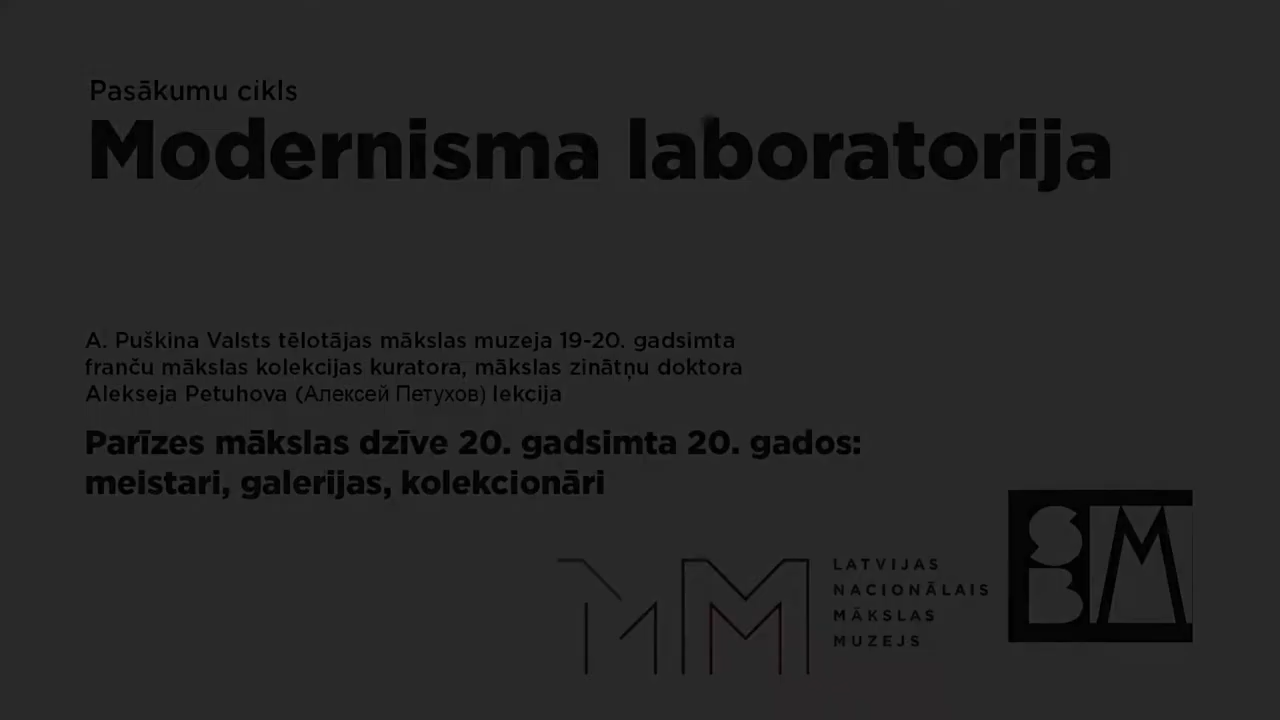 Pasākumu cikls
Modernisma laboratorija
A. Puškina Valsts tēlotājas mākslas muzeja 19-20. gadsimta
franču mākslas kolekcijas kuratora, mākslas zinātņu doktora
Alekseja Petuhova (Алексей Петухов) lekcija
Parīzes mākslas dzīve 20. gadsimta 20. gados:
meistari, galerijas, kolekcionāri
LATVIJAS
NACIONĀLAIS
MĀKSLAS
MUZEJS
SBM